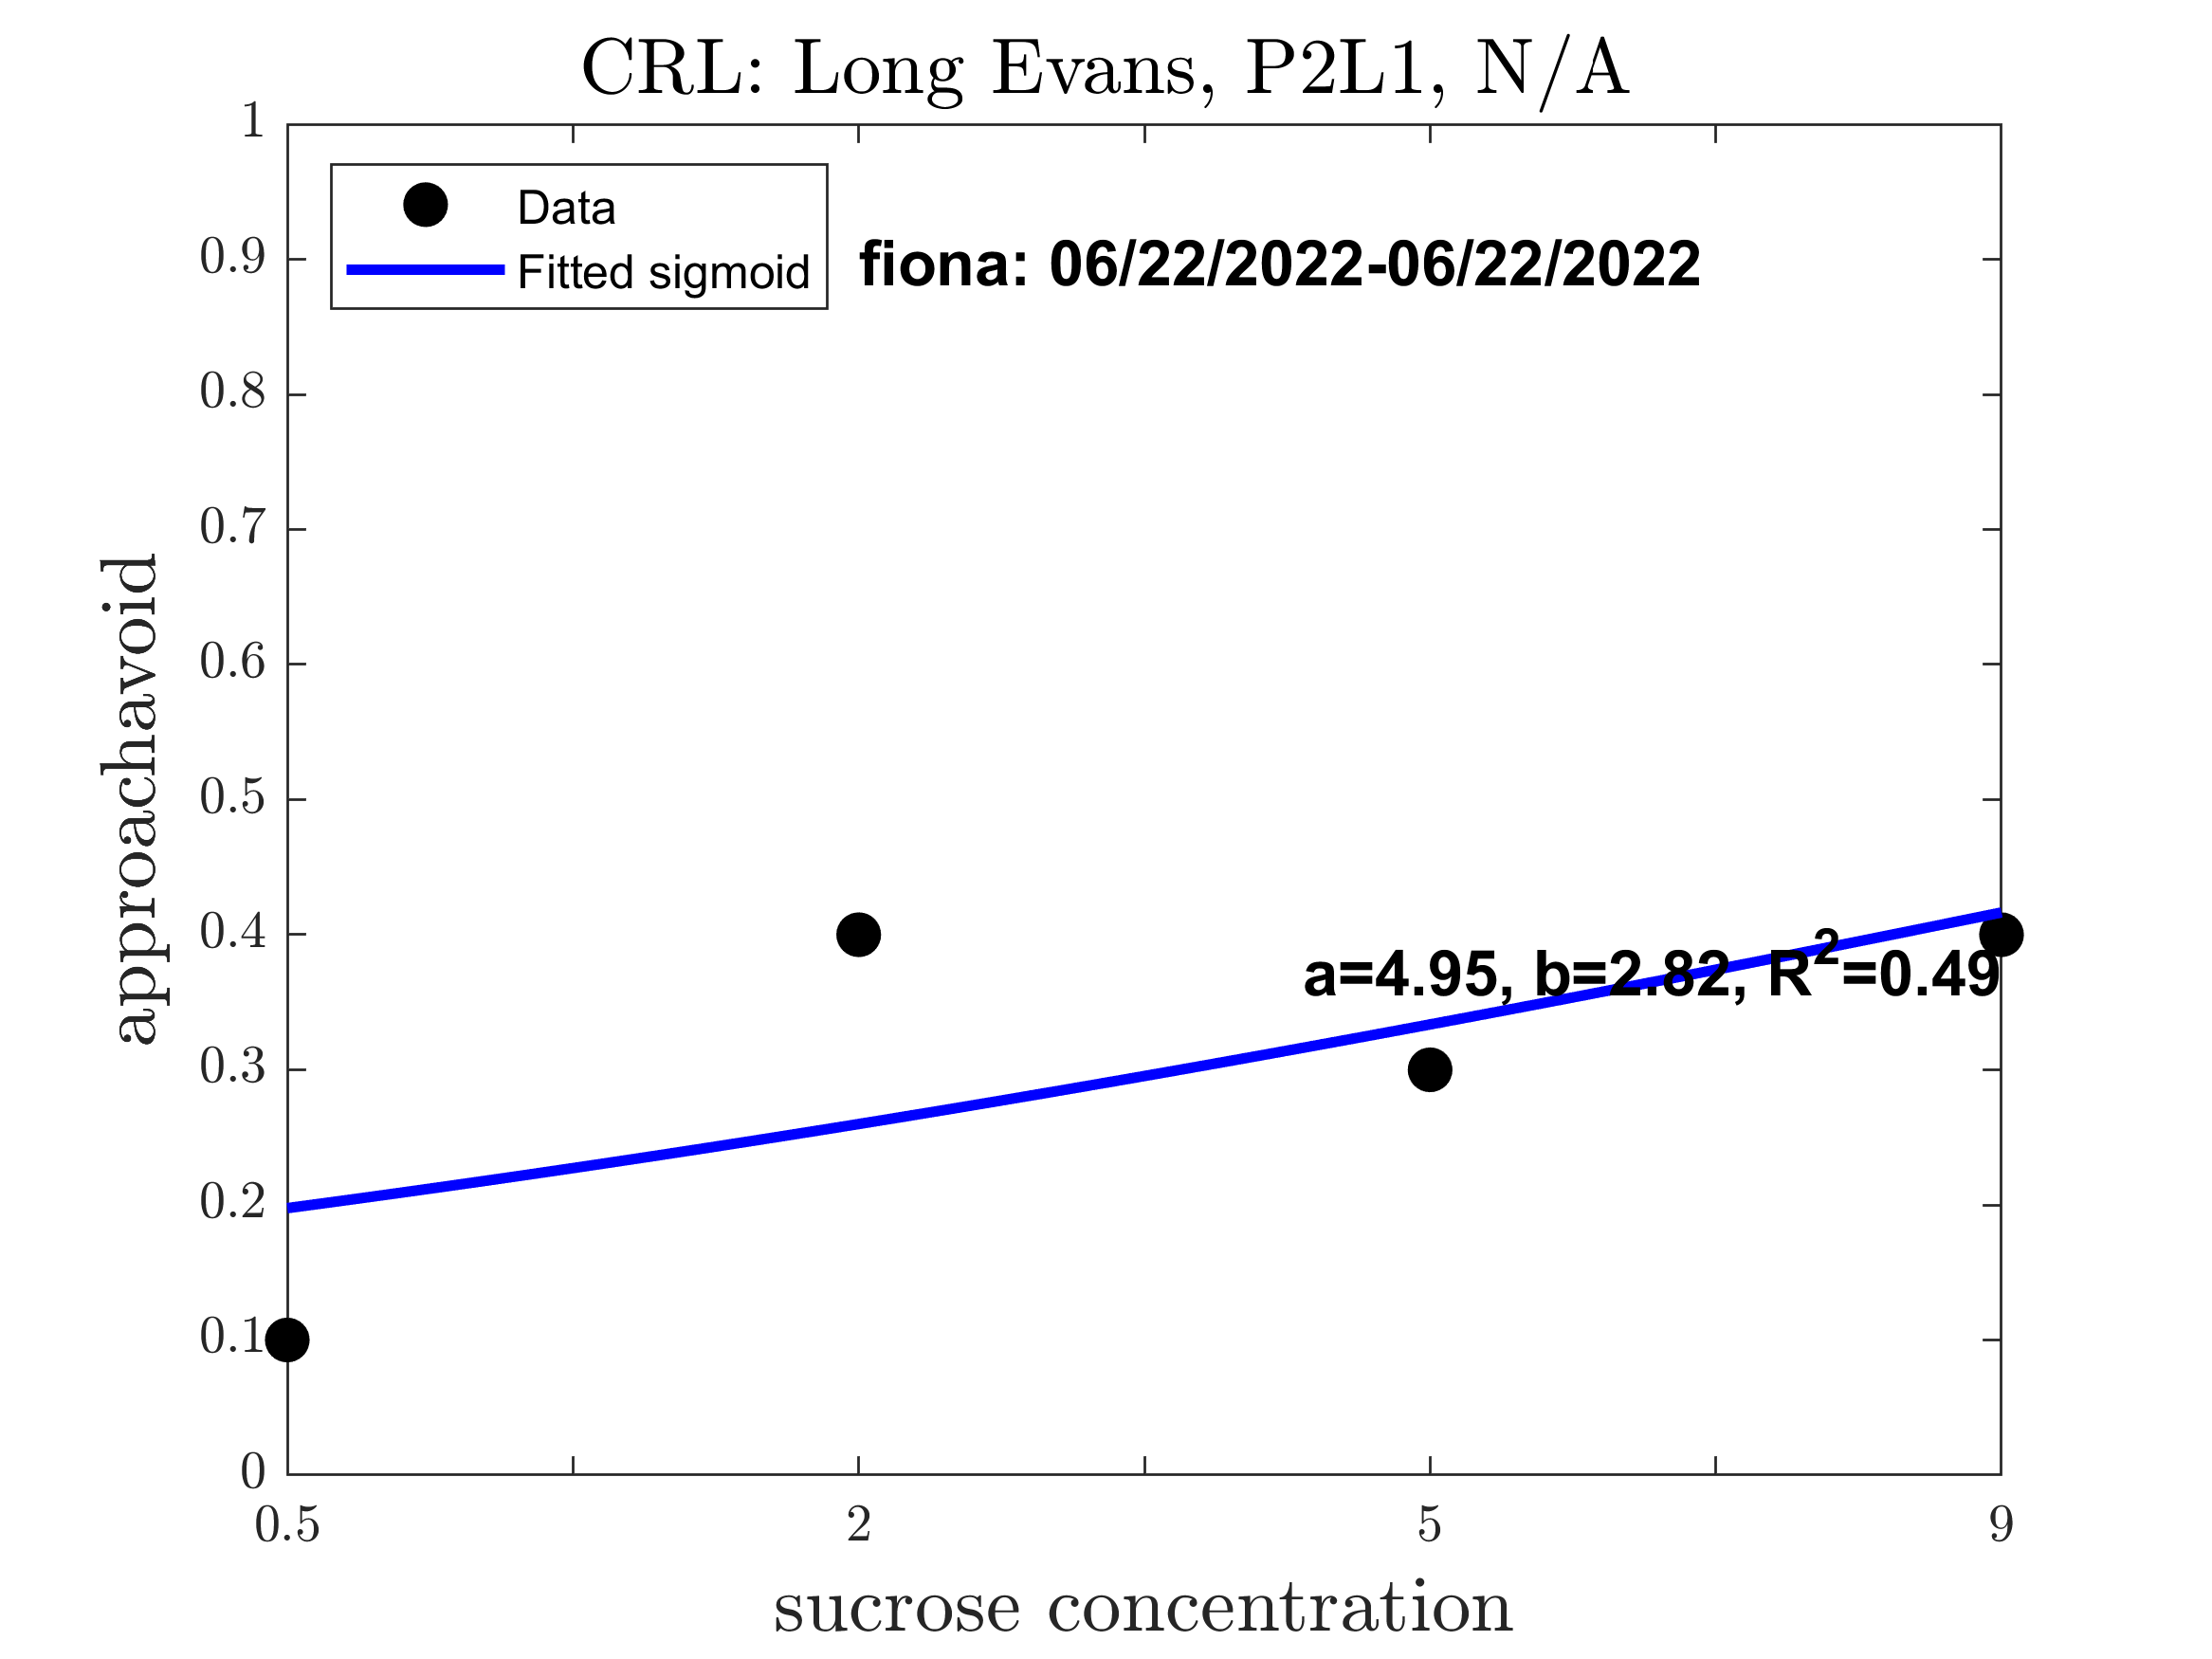 CRL: Long Evans, P2L1, N/A
1
0.9
0.8
0.7
0.6
0.5
0.4
0.3
0.2
0.1
0
approachavoid
Data
Fitted sigmoid
fiona: 06/22/2022-06/22/2022
a=4.95, b=2.82, R²=0.49
0.5 2 5 9
sucrose concentration